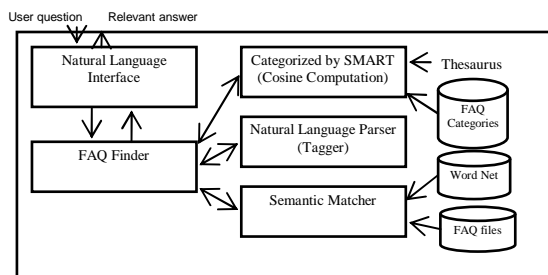 User question
Relevant answer
Natural Language
Interface
Categorized by SMART
(Cosine Computation)
Thesaurus
FAQ
Categories
FAQ Finder
Natural Language Parser
(Tagger)
Word Net
Semantic Matcher
FAQ files